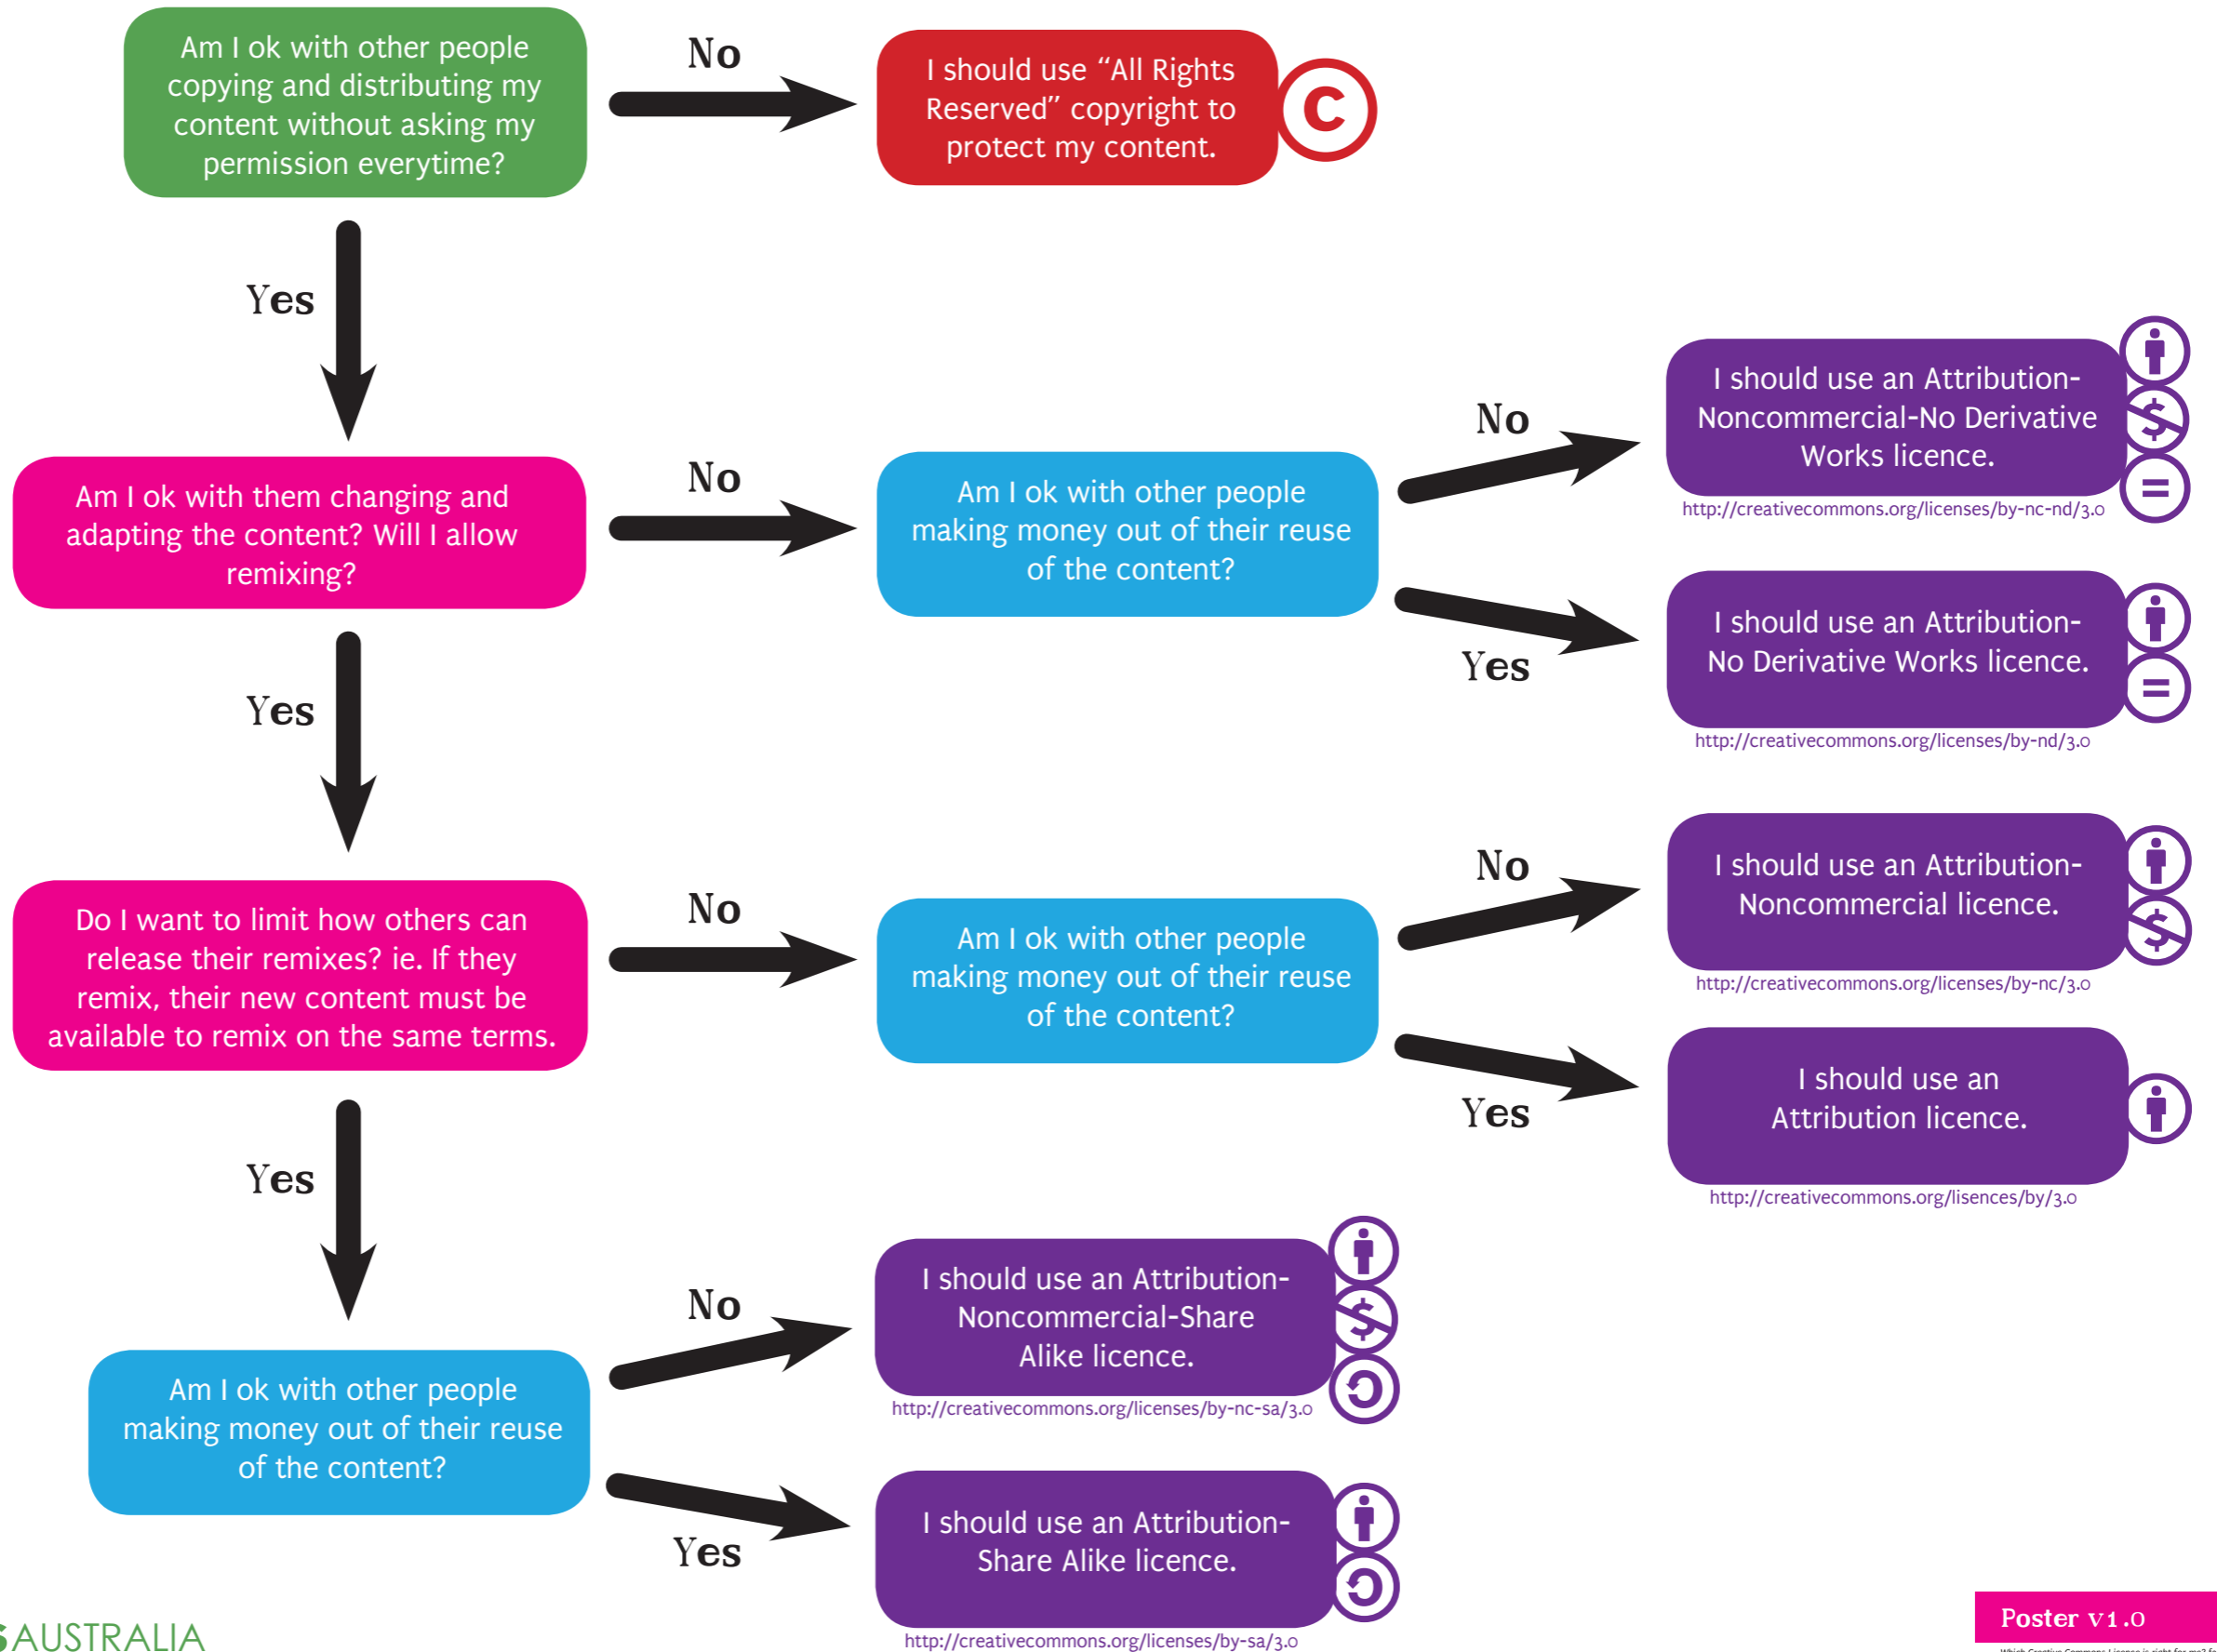 Am I ok with other people
copying and distributing my
content without asking my
permission everytime?
No
I should use “All Rights
Reserved” copyright to
protect my content.
C
Yes
Am I ok with them changing and
adapting the content? Will I allow
remixing?
No
Am I ok with other people
making money out of their reuse
of the content?
No
I should use an Attribution-
Noncommercial-No Derivative
Works licence.
$
=
http://creativecommons.org/licenses/by-nc-nd/3.0
Yes
I should use an Attribution-
No Derivative Works licence.
=
http://creativecommons.org/licenses/by-nd/3.0
Yes
Do I want to limit how others can
release their remixes? ie. If they
remix, their new content must be
available to remix on the same terms.
No
Am I ok with other people
making money out of their reuse
of the content?
No
I should use an Attribution-
Noncommercial licence.
$
http://creativecommons.org/licenses/by-nc/3.0
Yes
I should use an
Attribution licence.
http://creativecommons.org/lisences/by/3.0
Yes
Am I ok with other people
making money out of their reuse
of the content?
No
I should use an Attribution-
Noncommercial-Share
Alike licence.
$
http://creativecommons.org/licenses/by-nc-sa/3.0
Yes
I should use an Attribution-
Share Alike licence.
http://creativecommons.org/licenses/by-sa/3.0
SAUSTRALIA
Poster v1.0
Which Creative Commons License is right for me?